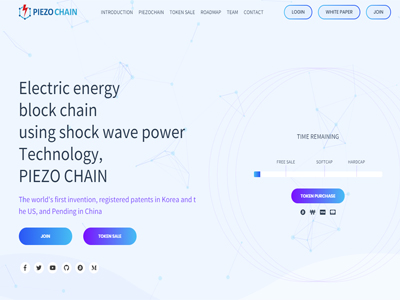 PIEZO CHAIN
INTRODUCTION PIEZOCHAIN TOKEN SALE ROADMAP TEAM CONTACT
LOGIN WHITE PAPER JOIN
Electric energy
block chain
using shock wave power
Technology,
PIEZO CHAIN
The world's first invention, registered patents in Korea and t
he US, and Pending in China
JOIN TOKEN SALE
TIME REMAINING
FREE SALE SOFTCAP HARDCAP
TOKEN PURCHASE